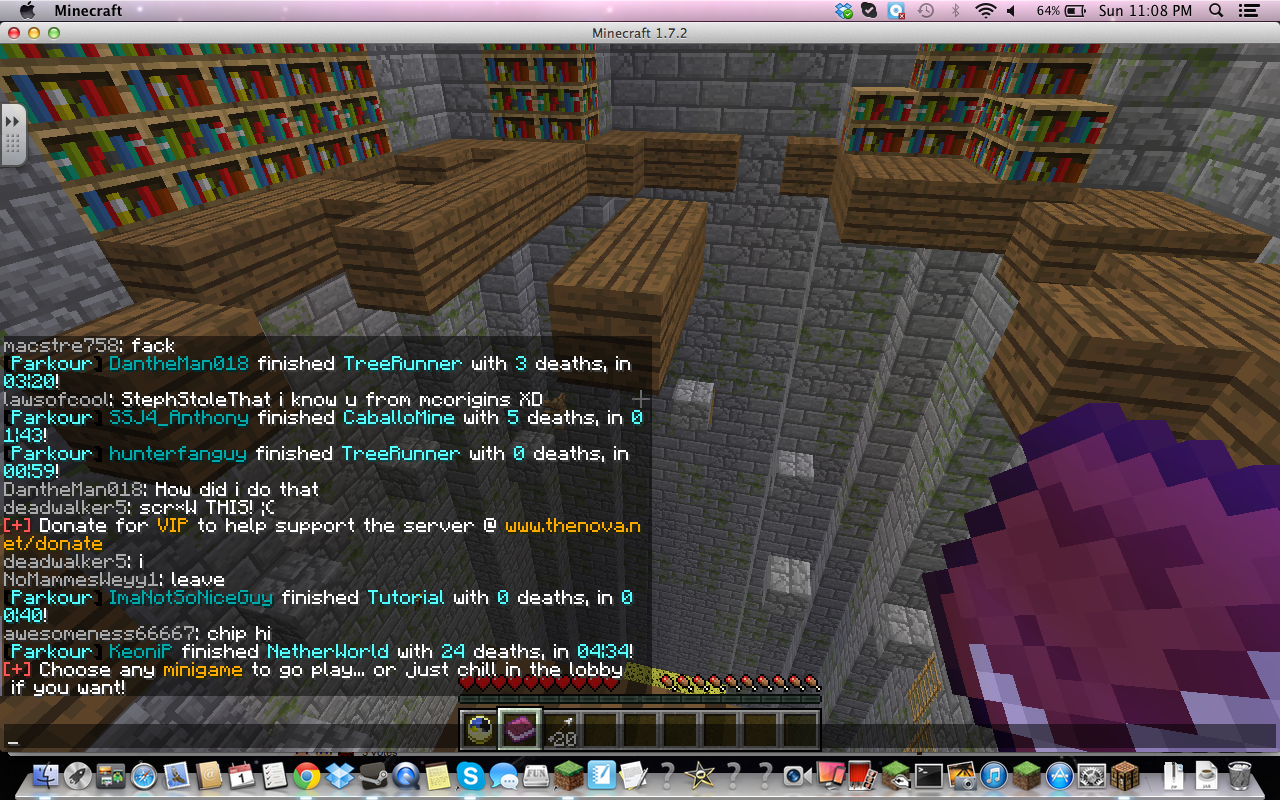 Minecraft
64%
Sun 11:08 PM
Minecraft 1.7.2
macstre758: fack
[Parkour] DantheMan018 finished TreeRunner with 3 deaths, in
03:20!
lawsofcool: StephStoleThat i know u from mcorigins XD
[Parkour] SSJ4_Anthony finished CaballoMine with 5 deaths, in 0
1:43!
[Parkour] hunterfanguy finished TreeRunner with 0 deaths, in
00:59!
DantheMan018: How did i do that
deadwalker5: scr*W THIS! ;C
[+] Donate for VIP to help support the server @ www.thenova.n
et/donate
deadwalker5: i
NoMammesWeyy1: leave
[Parkour] ImaNotSoNiceGuy finished Tutorial with 0 deaths, in 0
0:40!
awesomeness66667: chip hi
[Parkour] KeoniP finished NetherWorld with 24 deaths, in 04:34!
[+] Choose any minigame to go play... or just chill in the lobby
if you want!
_
-20
1
FUN